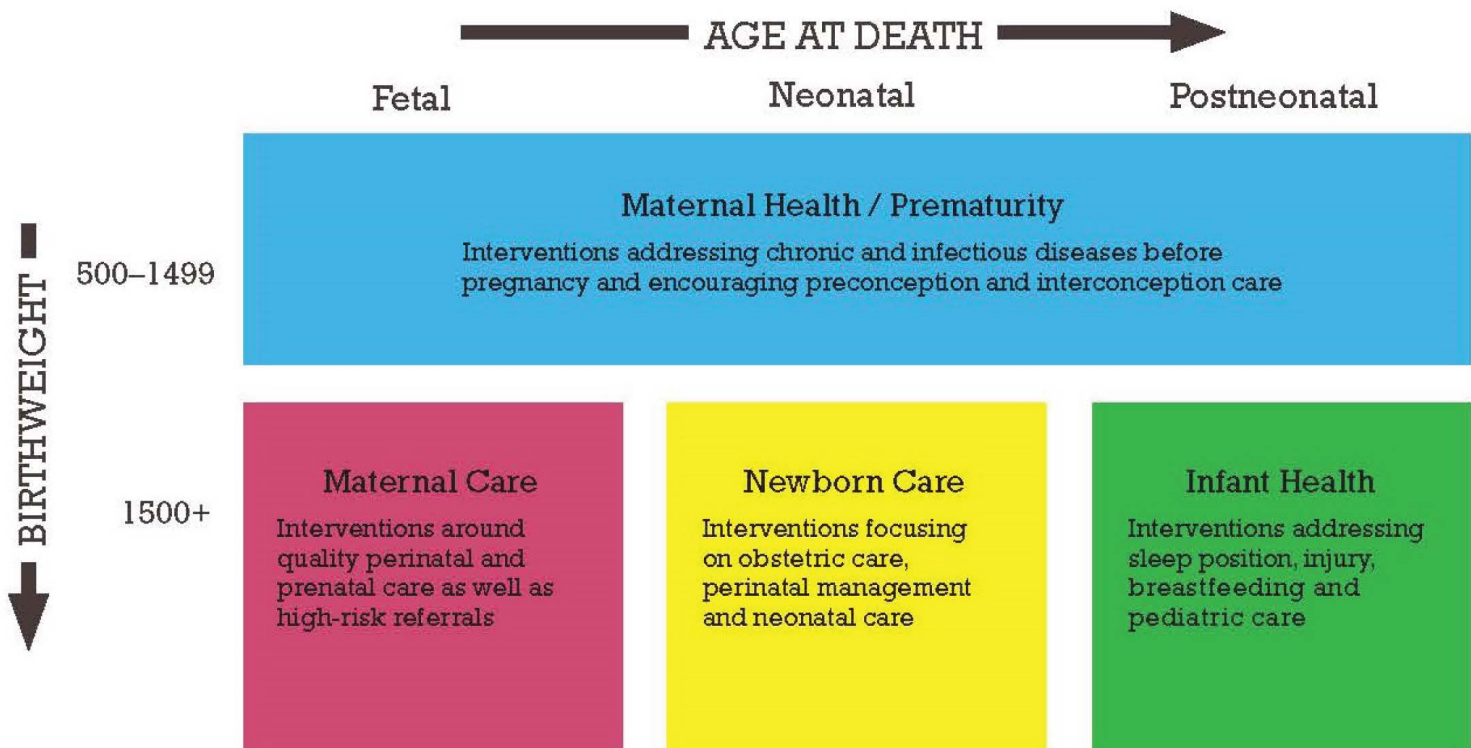 AGE AT DEATH
Fetal
Neonatal
Postneonatal
BIRTHWEIGHT
500–1499
Maternal Health / Prematurity
Interventions addressing chronic and infectious diseases before
pregnancy and encouraging preconception and interconception care
1500+
Maternal Care
Interventions around
quality perinatal and
prenatal care as well as
high-risk referrals
Newborn Care
Interventions focusing
on obstetric care,
perinatal management
and neonatal care
Infant Health
Interventions addressing
sleep position, injury,
breastfeeding and
pediatric care